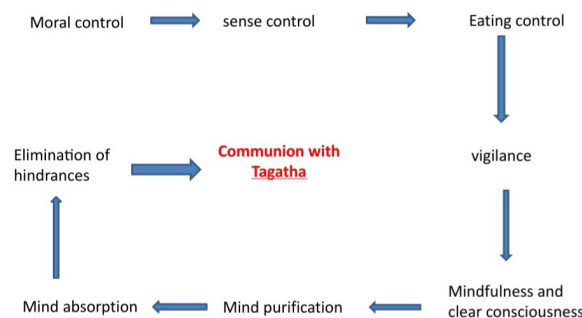 Moral control
sense control
Eating control
vigilance
Mindfulness and
clear consciousness
Mind purification
Mind absorption
Elimination of
hindrances
Communion with
Tagatha